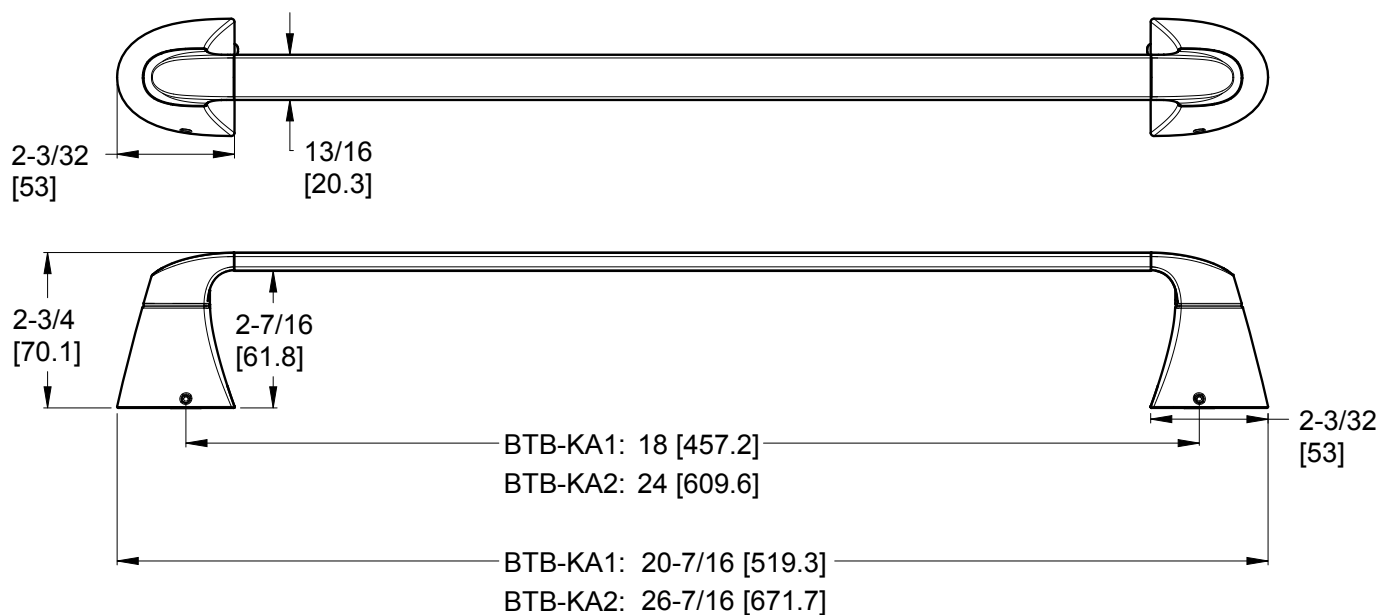 2-3/32
[53]
13/16
[20.3]
2-3/4
[70.1]
2-7/16
[61.8]
2-3/32
[53]
BTB-KA1: 18 [457.2]
BTB-KA2: 24 [609.6]
BTB-KA1: 20-7/16 [519.3]
BTB-KA2: 26-7/16 [671.7]